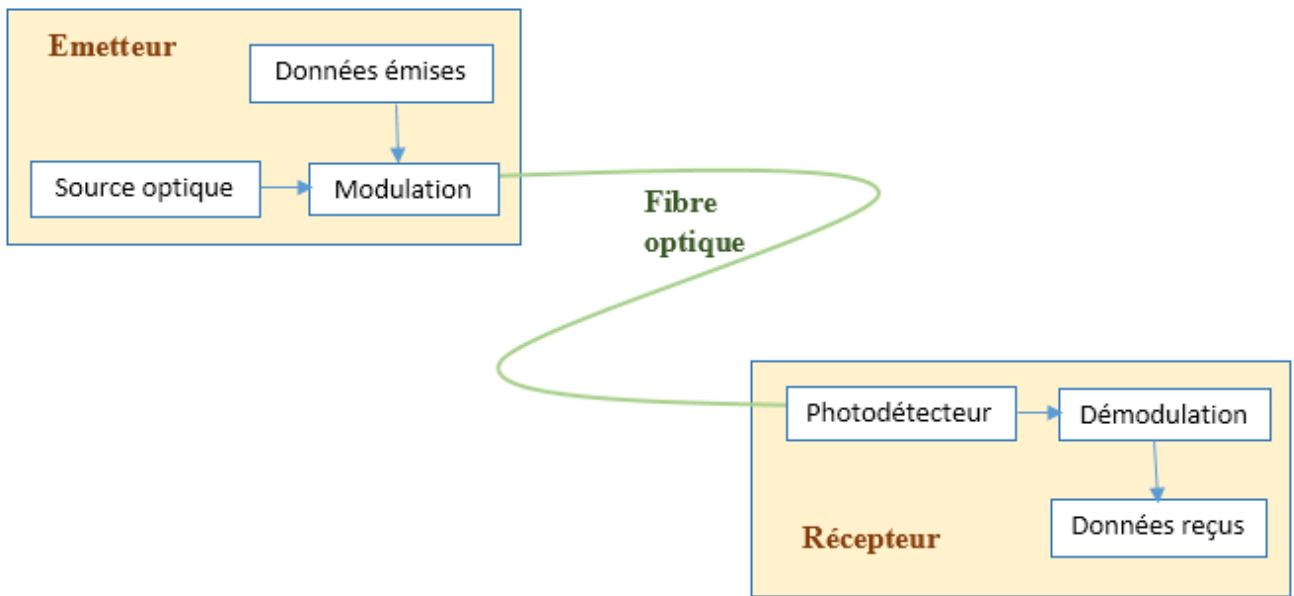 Emetteur
Données émises
Source optique
Modulation
Fibre
optique
Photodétecteur
Démodulation
Données reçus
Récepteur